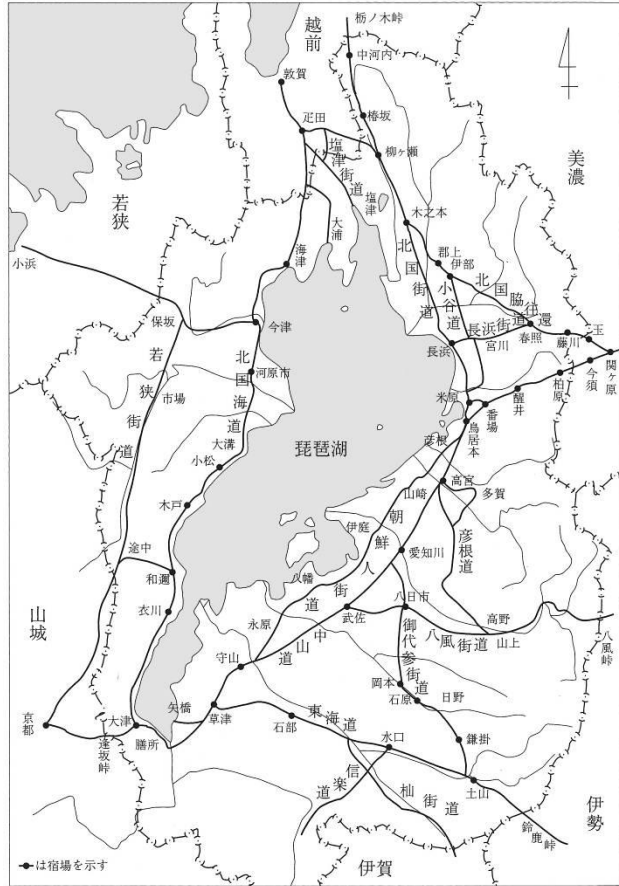 越前
栃ノ木峠
中河内
敦賀
疋田
椿坂
塩津街道
柳ヶ瀬
美濃
若狭
塩津
木之本
大浦
北国街道
郡上
伊部
小谷道
北国脇往還
海津
小浜
保坂
今津
長浜街道
春照
玉
長浜
宮川
藤川
関ヶ原
若狭街道
北国海道
河原市
市場
米原
番場
醒井
柏原
今須
鳥居本
大溝
琵琶湖
彦根
小松
高宮
山崎
多賀
木戸
朝鮮人街道
伊庭
彦根道
途中
愛知川
和邇
八幡
八日市
高野
山城
衣川
永原
武佐
八風街道
山上
八風峠
中山道
御代参街道
守山
岡本
石原
日野
京都
大津
矢橋
草津
東海道
石部
鎌掛
逢坂峠
膳所
水口
信楽道
杣街道
土山
伊勢
鈴鹿峠
伊賀
は宿場を示す